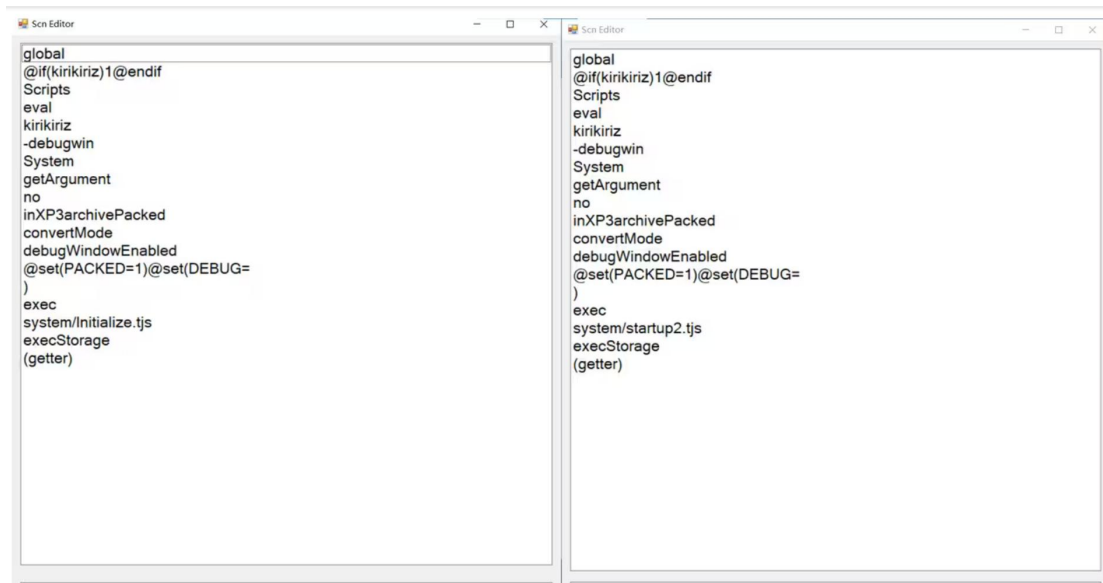 Scn Editor
global
@if(kirikiriz)1@endif
Scripts
eval
kirikiriz
-debugwin
System
getArgument
no
inXP3archivePacked
convertMode
debugWindowEnabled
@set(PACKED=1)@set(DEBUG=
)
exec
system/Initialize.tjs
execStorage
(getter)
Scn Editor
global
@if(kirikiriz)1@endif
Scripts
eval
kirikiriz
-debugwin
System
getArgument
no
inXP3archivePacked
convertMode
debugWindowEnabled
@set(PACKED=1)@set(DEBUG=
)
exec
system/startup2.tjs
execStorage
(getter)